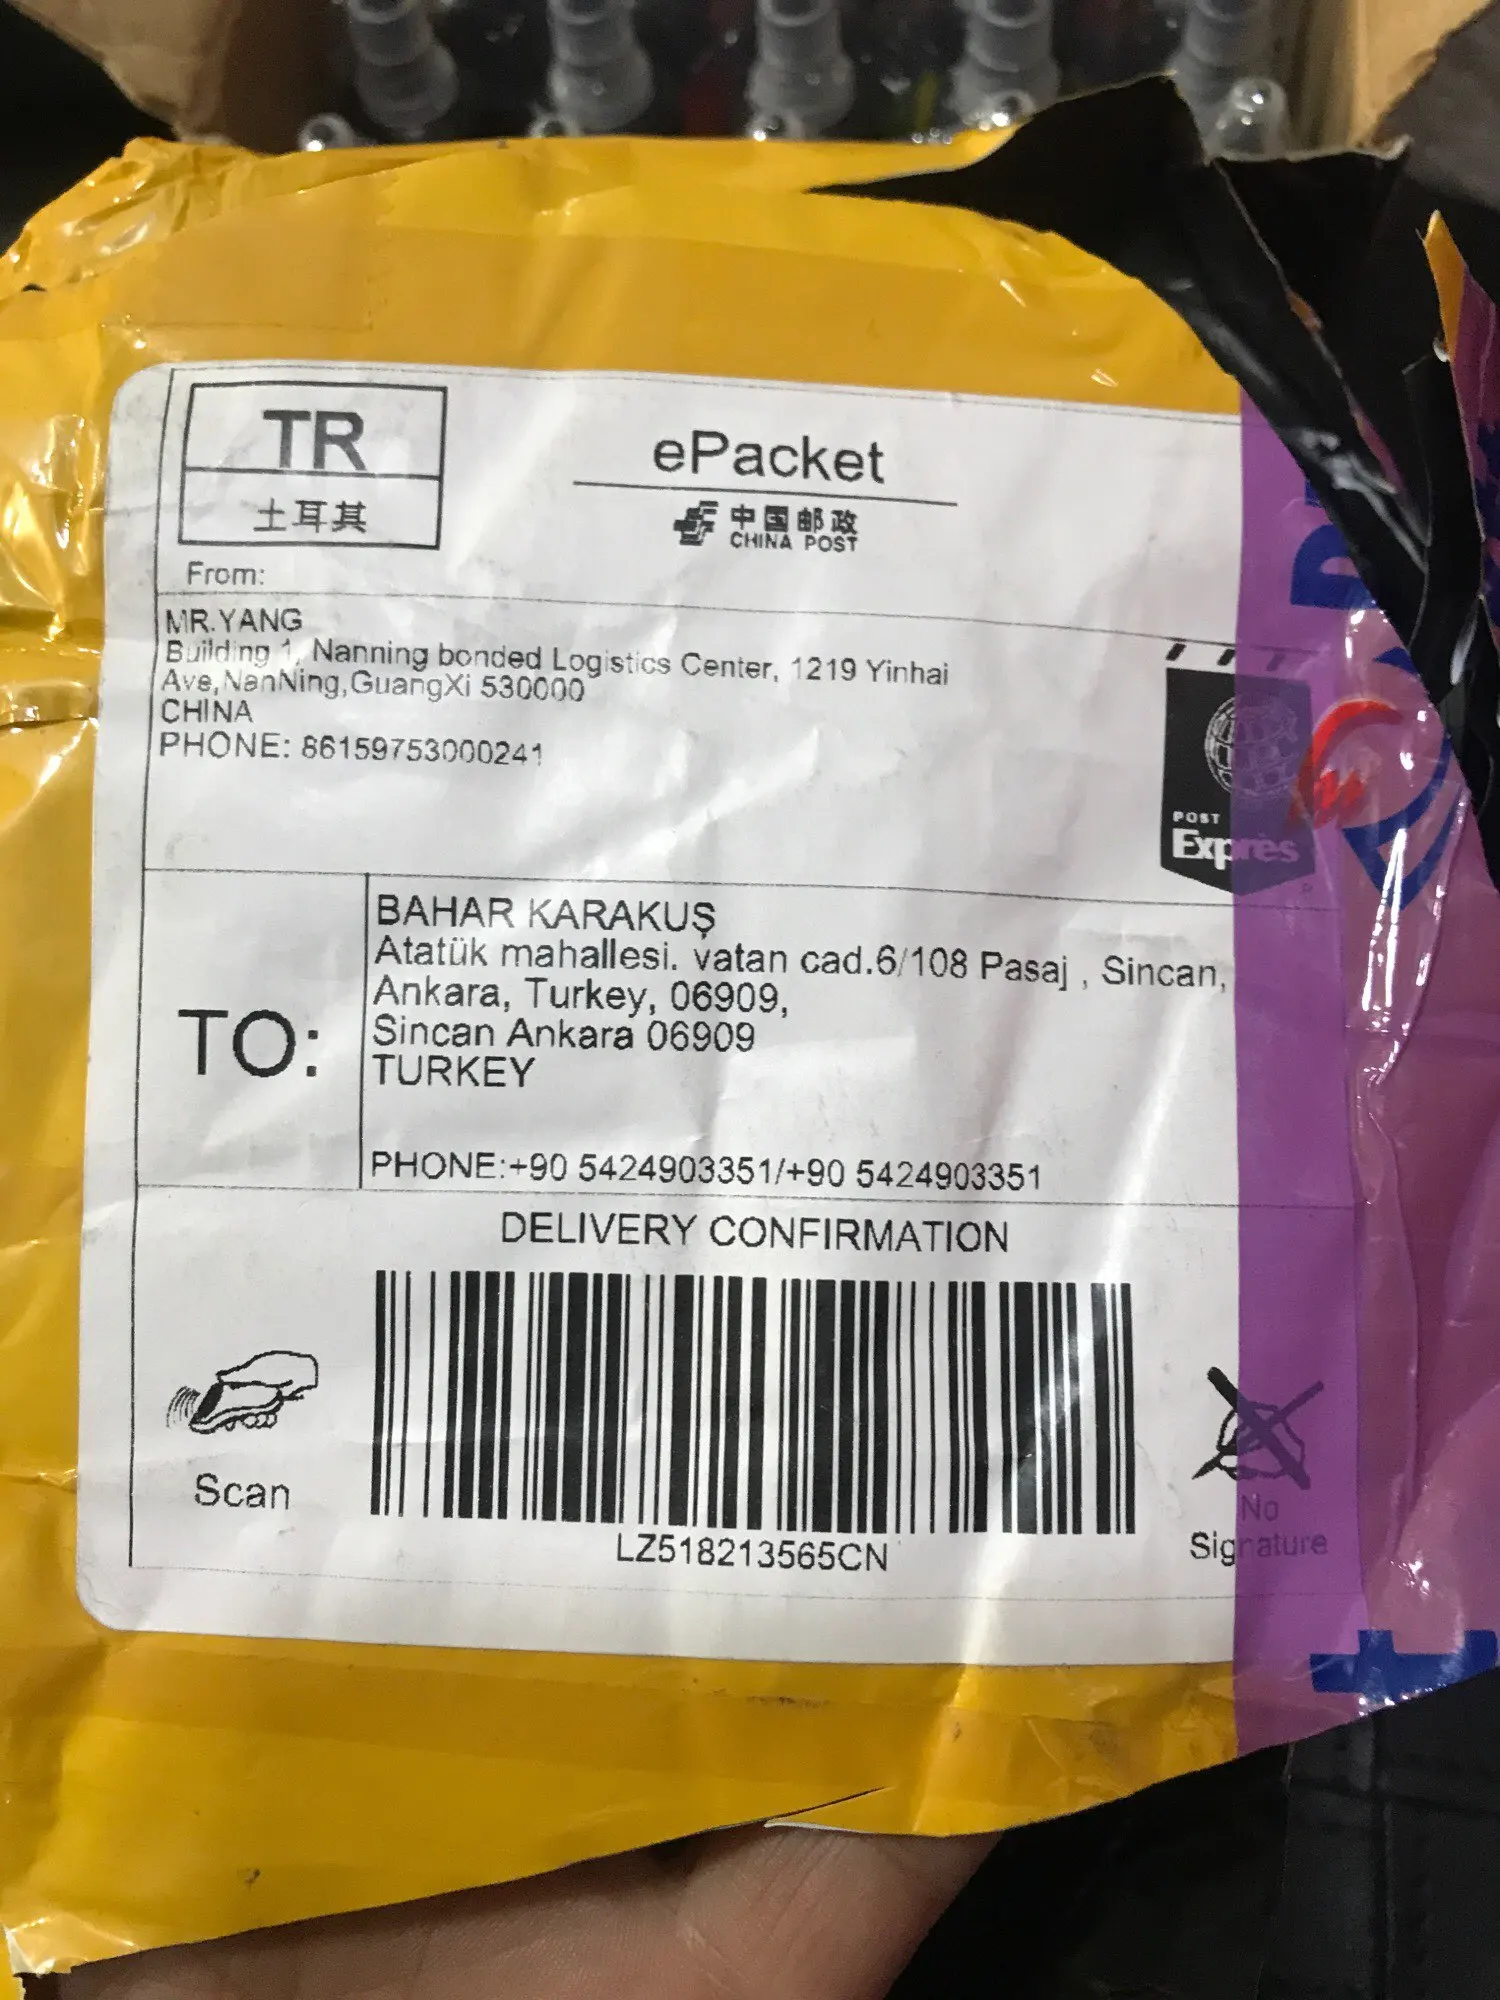 TR
土耳其
ePacket
中国邮政
CHINA POST
From:
MR.YANG
Building 1, Nanning bonded Logistics Center, 1219 Yinhai
Ave,NanNing,GuangXi 530000
CHINA
PHONE: 86159753000241
POST
Exprès
TO:
BAHAR KARAKUŞ
Atatük mahallesi. vatan cad.6/108 Pasaj , Sincan,
Ankara, Turkey, 06909,
Sincan Ankara 06909
TURKEY
PHONE:+90 5424903351/+90 5424903351
DELIVERY CONFIRMATION
Scan
LZ518213565CN
No
Signature